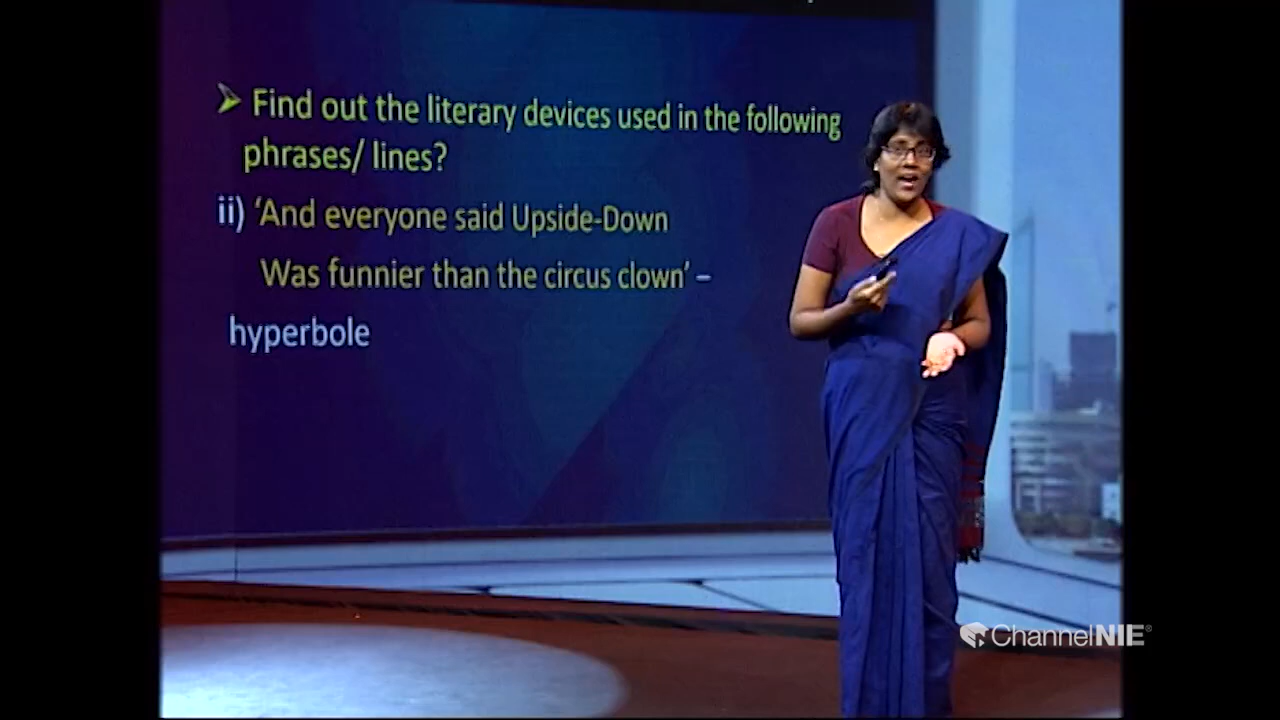 Find out the literary devices used in the following
phrases/ lines?
ii) ‘And everyone said Upside-Down
Was funnier than the circus clown’ –
hyperbole
ChannelNIE